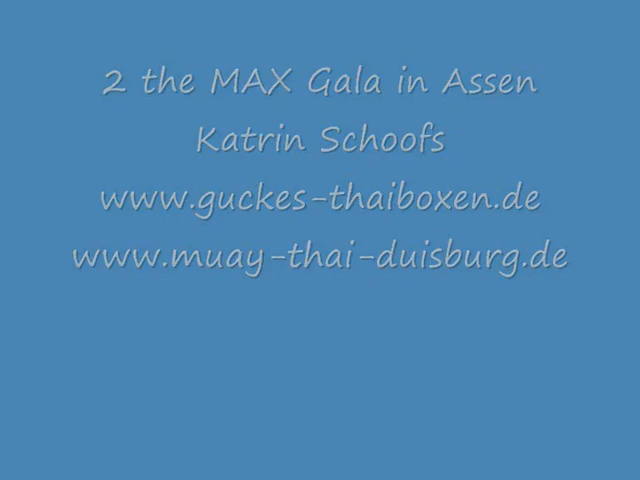 2 the MAX Gala in Assen
Katrin Schoofs
www.guckes-thaiboxen.de
www.muay-thai-duisburg.de